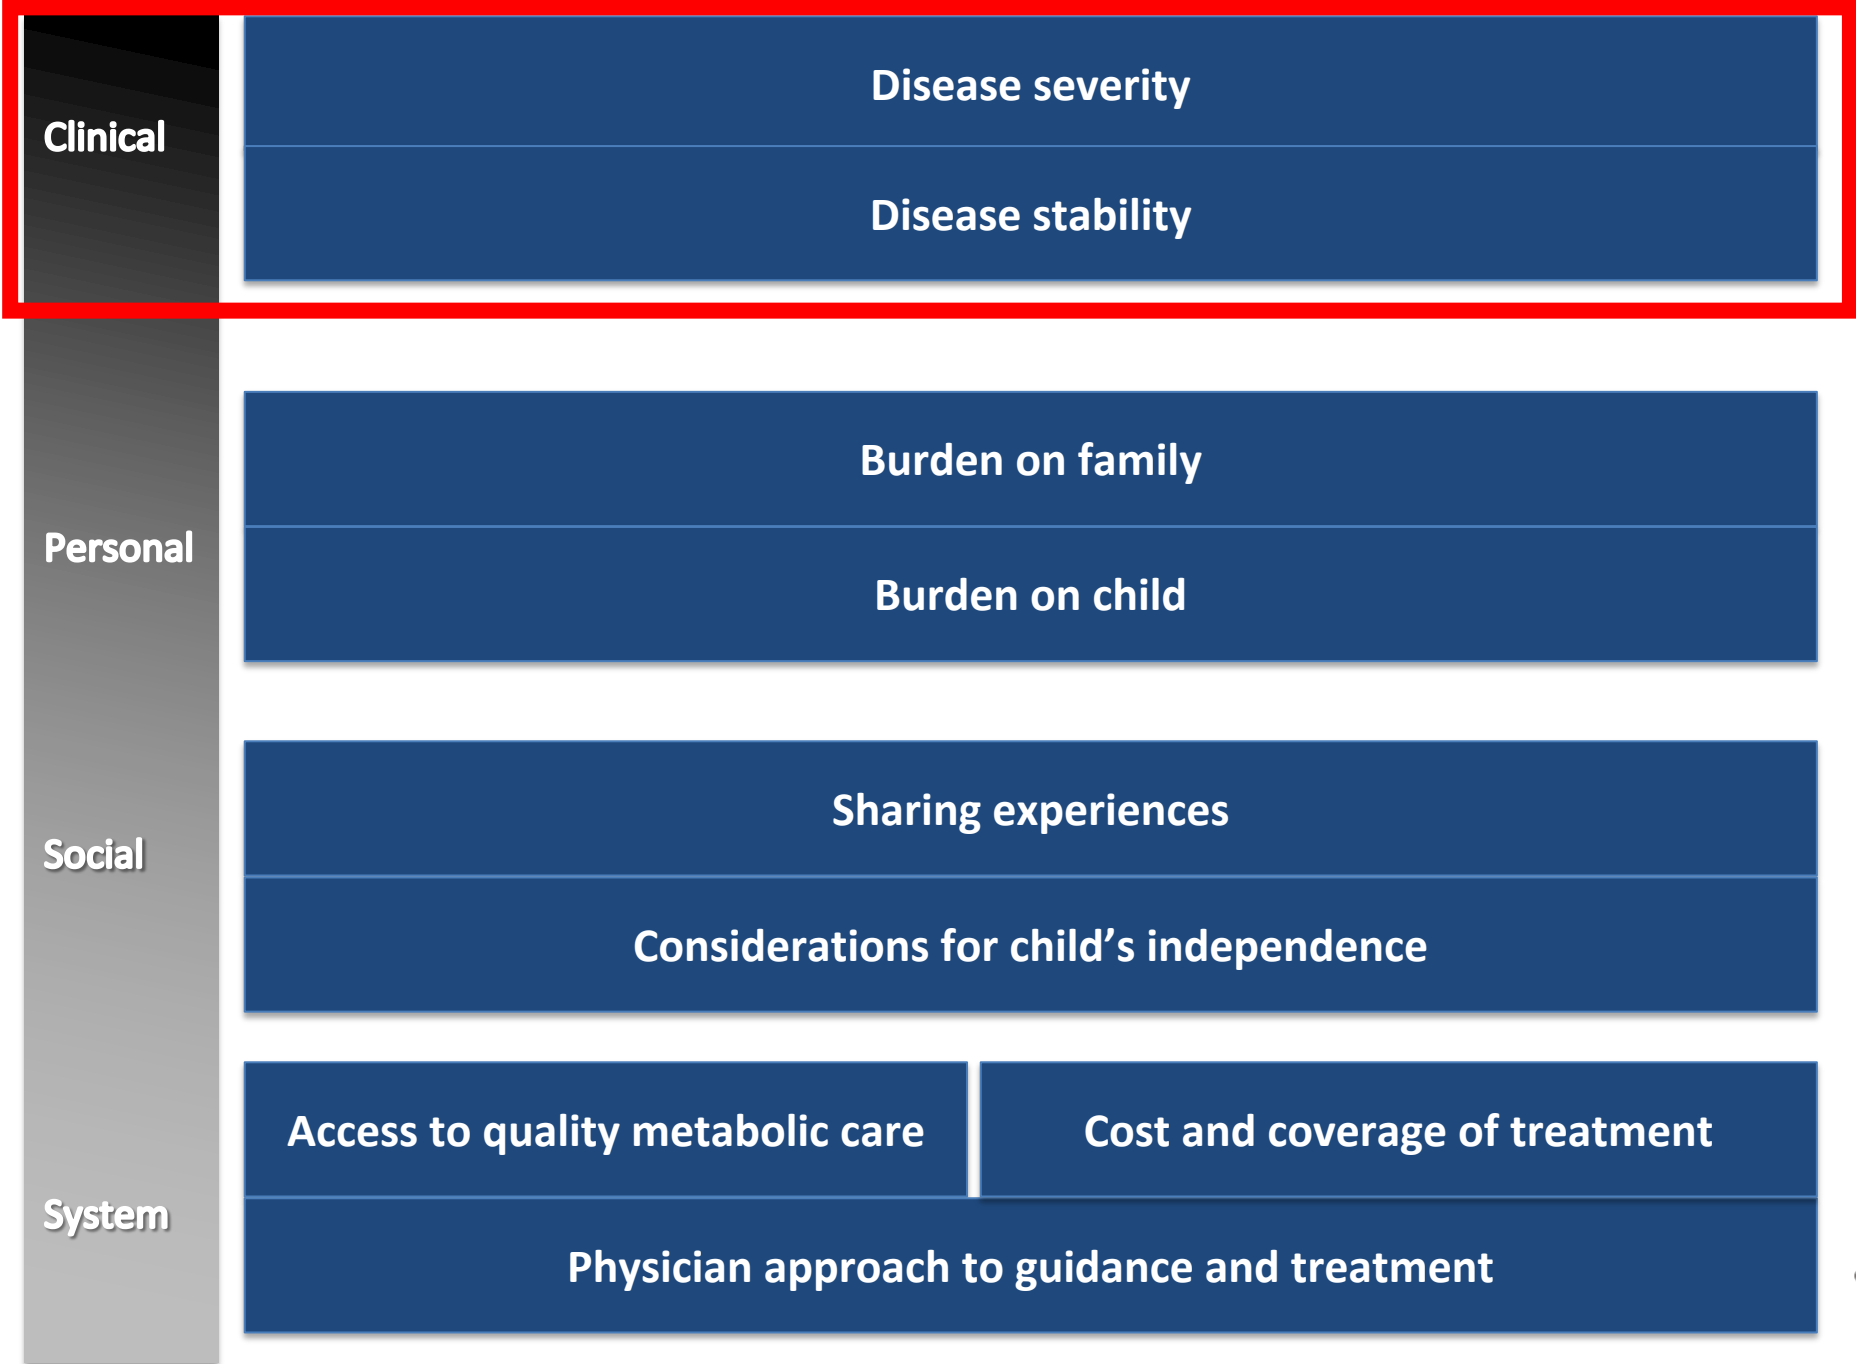 Clinical
Disease severity
Disease stability
Personal
Burden on family
Burden on child
Social
Sharing experiences
Considerations for child’s independence
System
Access to quality metabolic care
Cost and coverage of treatment
Physician approach to guidance and treatment